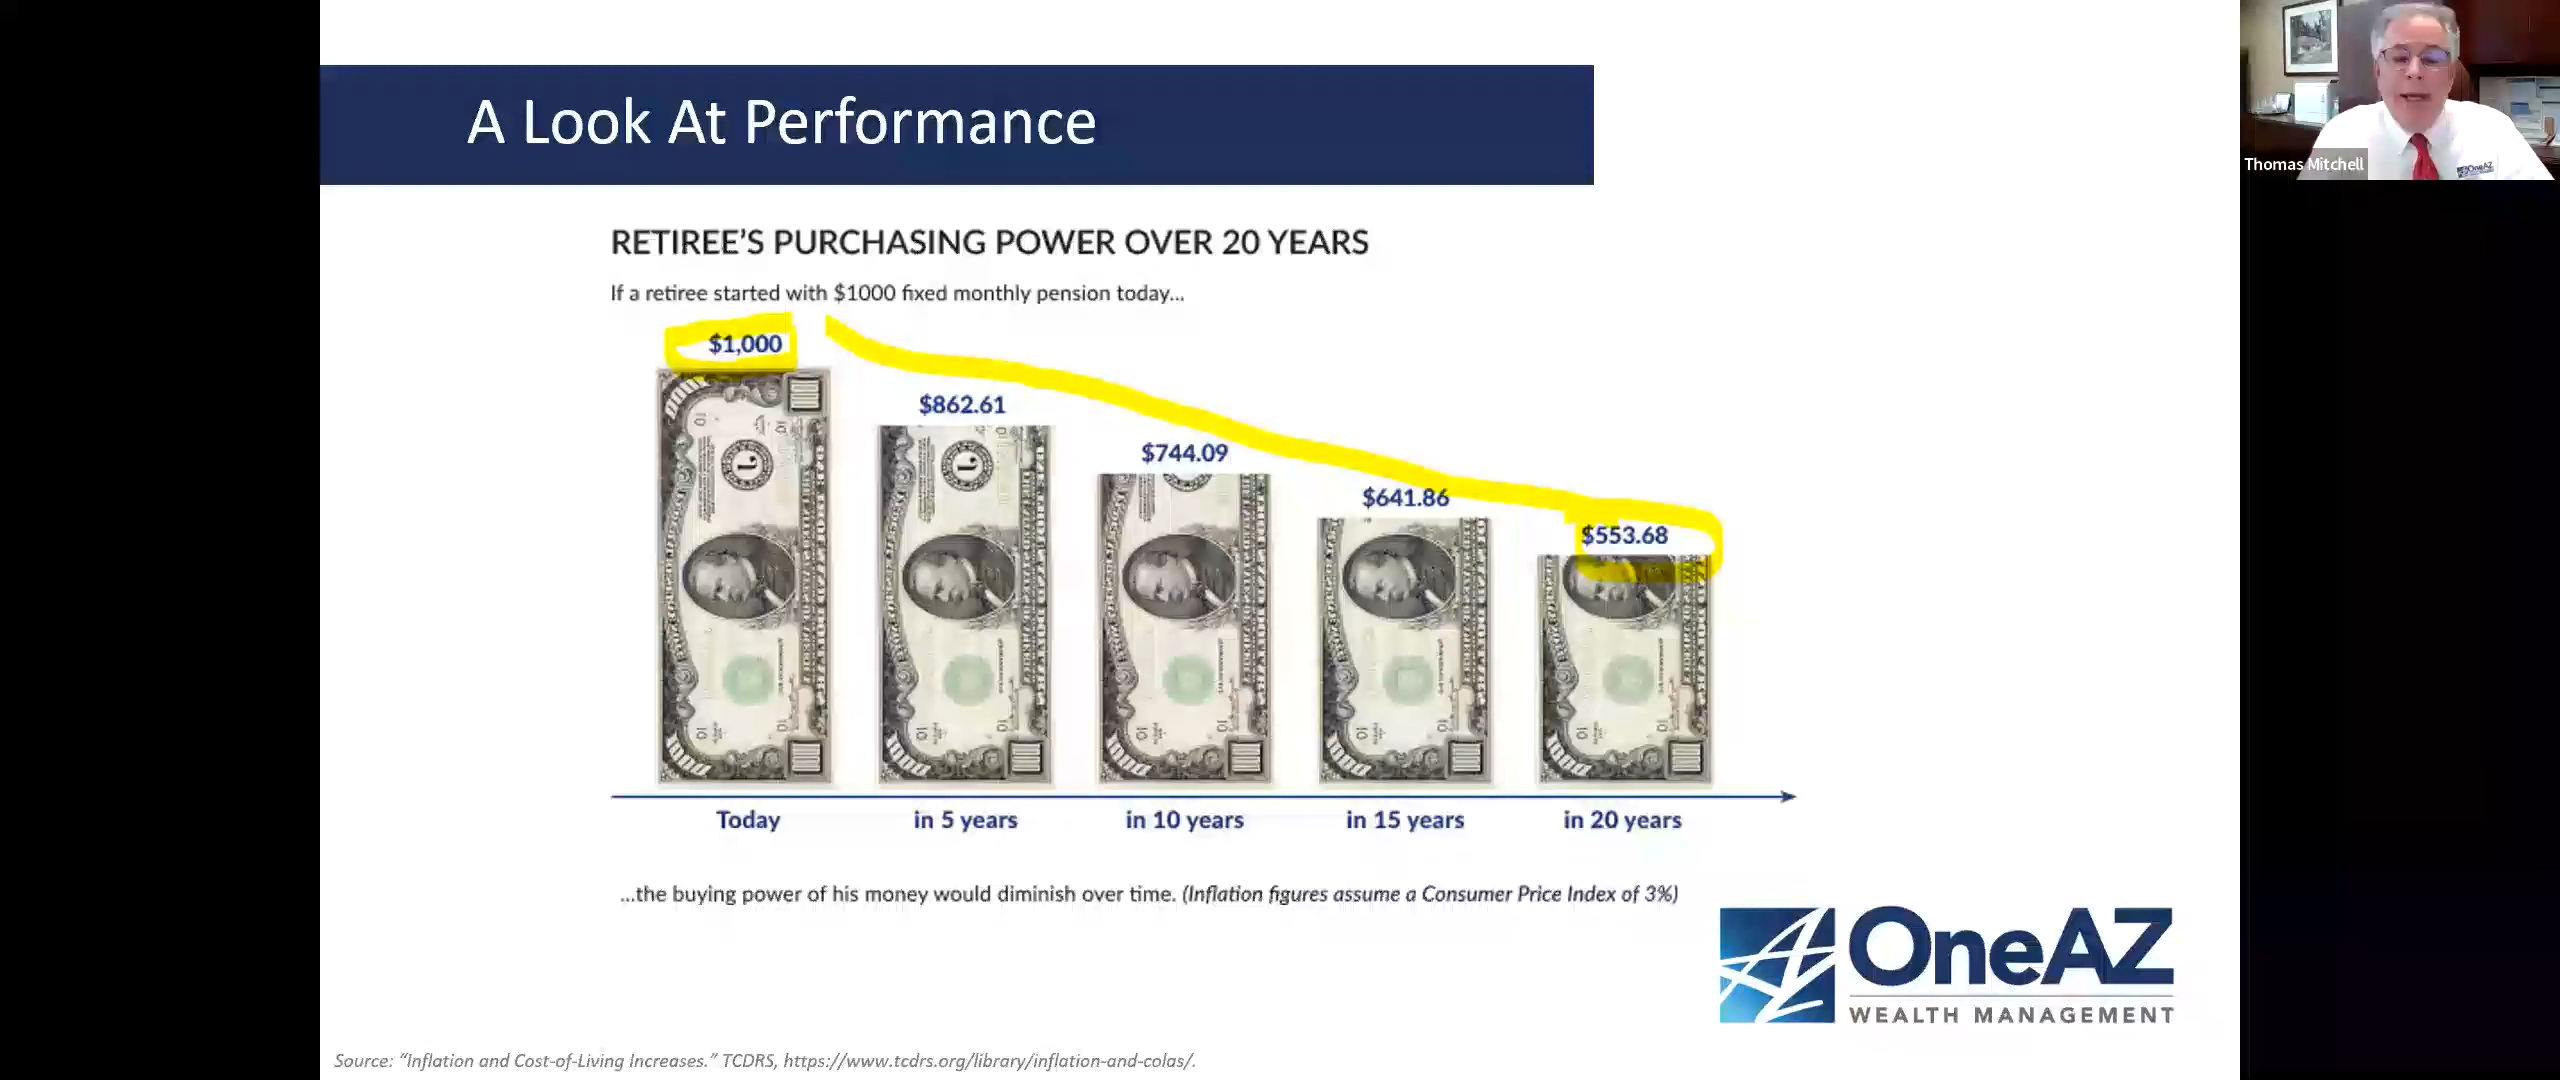 A Look At Performance
Thomas Mitchell
OneAZ
RETIREE’S PURCHASING POWER OVER 20 YEARS
If a retiree started with $1000 fixed monthly pension today...
$1,000
$862.61
$744.09
$641.86
$553.68
Today
in 5 years
in 10 years
in 15 years
in 20 years
...the buying power of his money would diminish over time. (Inflation figures assume a Consumer Price Index of 3%)
OneAZ
WEALTH MANAGEMENT
Source: “Inflation and Cost-of-Living Increases.” TCDRS, https://www.tcdrs.org/library/inflation-and-colas/.